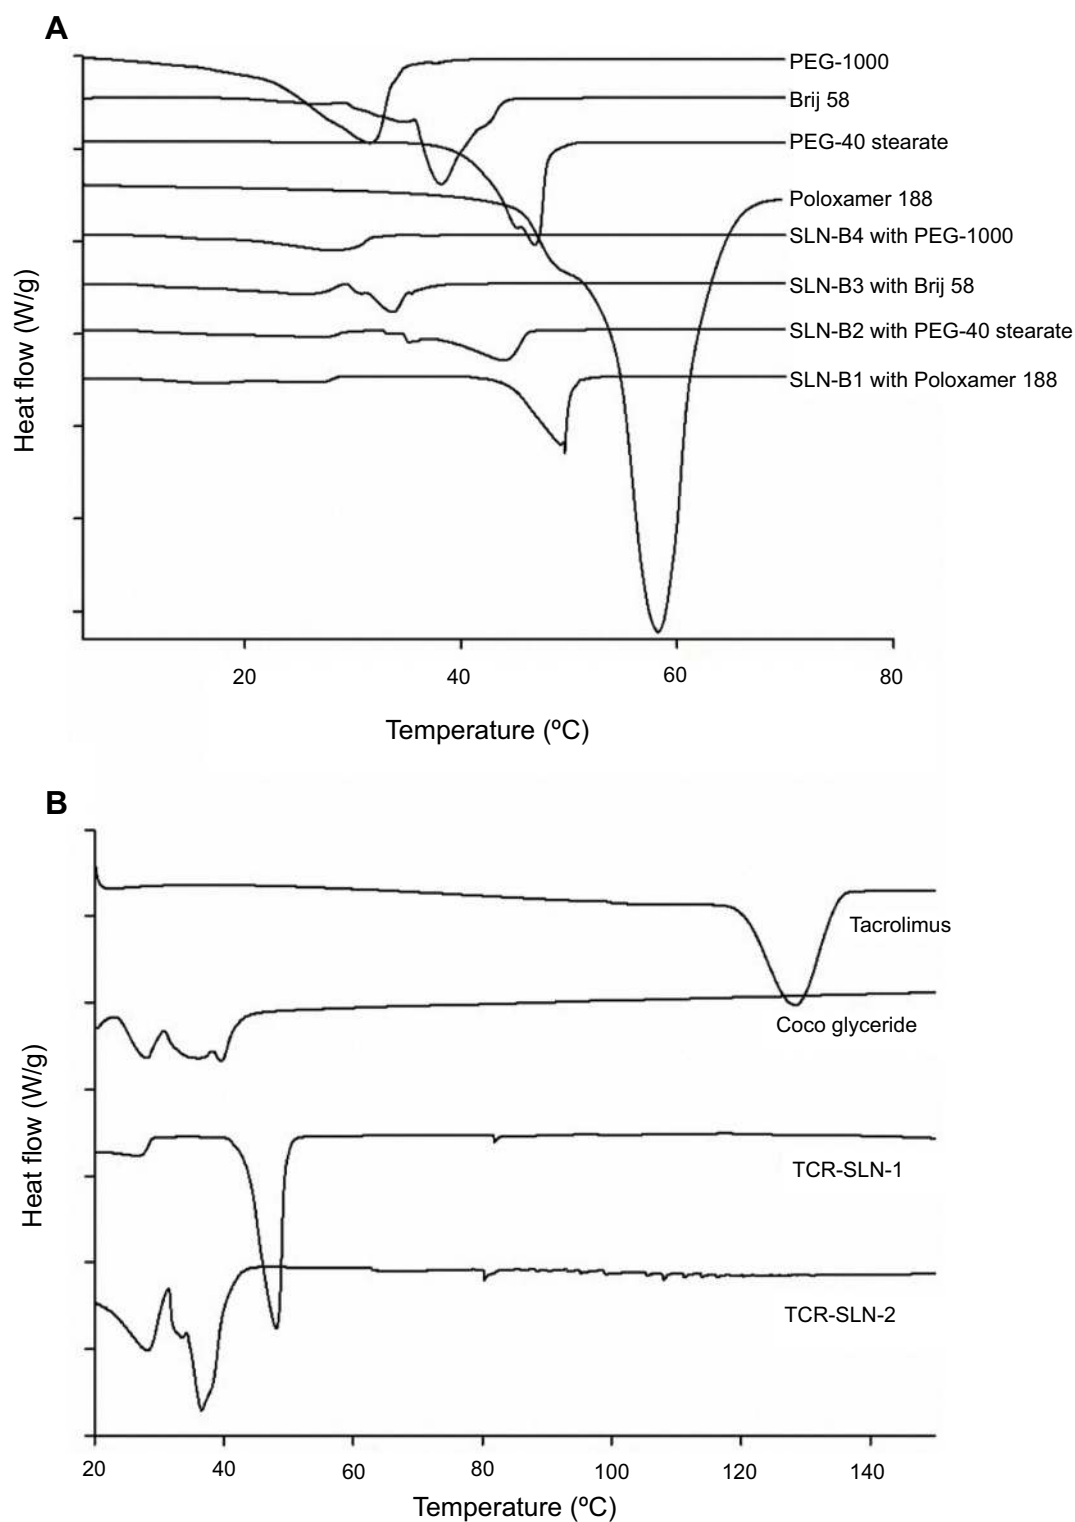 A
PEG-1000
Brij 58
PEG-40 stearate
Poloxamer 188
SLN-B4 with PEG-1000
SLN-B3 with Brij 58
SLN-B2 with PEG-40 stearate
SLN-B1 with Poloxamer 188
Heat flow (W/g)
20 40 60 80
Temperature (ºC)
B
Tacrolimus
Coco glyceride
TCR-SLN-1
TCR-SLN-2
Heat flow (W/g)
20 40 60 80 100 120 140
Temperature (ºC)